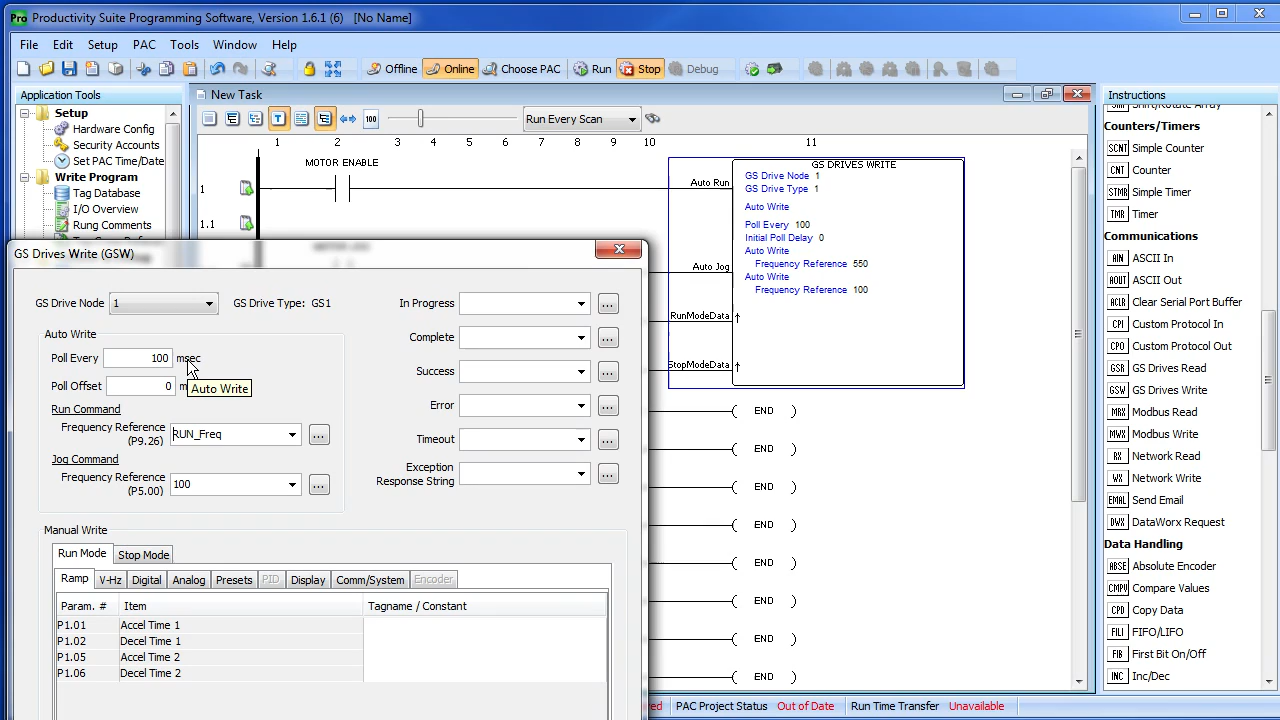 Pro Productivity Suite Programming Software, Version 1.6.1 (6) [No Name]
File Edit Setup PAC Tools Window Help
Offline Online Choose PAC Run Stop Debug
Application Tools
Setup
Hardware Config
Security Accounts
Set PAC Time/Date
Write Program
Tag Database
I/O Overview
Rung Comments
New Task
T 100 Run Every Scan
1 2 3 4 5 6 7 8 9 10 11
MOTOR ENABLE
1
1.1
GS DRIVES WRITE
Auto Run
GS Drive Node 1
GS Drive Type 1
Auto Write
Poll Every 100
Initial Poll Delay 0
Auto Write
Frequency Reference 550
Auto Jog
Auto Write
Frequency Reference 100
RunModeData
StopModeData
END
END
END
END
END
END
END
END
GS Drives Write (GSW)
GS Drive Node 1 GS Drive Type: GS1
Auto Write
Poll Every 100 msec
Poll Offset 0 m
Auto Write
Run Command
Frequency Reference
(P9.26)
RUN_Freq
Jog Command
Frequency Reference
(P5.00)
100
In Progress
Complete
Success
Error
Timeout
Exception
Response String
Manual Write
Run Mode Stop Mode
Ramp V-Hz Digital Analog Presets PID Display Comm/System Encoder
Param. # Item Tagname / Constant
P1.01 Accel Time 1
P1.02 Decel Time 1
P1.05 Accel Time 2
P1.06 Decel Time 2
PAC Project Status Out of Date Run Time Transfer Unavailable
Instructions
Shift/Rotate Array
Counters/Timers
SCNT Simple Counter
CNT Counter
STMR Simple Timer
TMR Timer
Communications
AIN ASCII In
AOUT ASCII Out
ACLR Clear Serial Port Buffer
CPI Custom Protocol In
CPO Custom Protocol Out
GSR GS Drives Read
GSW GS Drives Write
MRX Modbus Read
MWX Modbus Write
RX Network Read
WX Network Write
EMAL Send Email
DWX DataWorx Request
Data Handling
ABSE Absolute Encoder
CMPV Compare Values
CPD Copy Data
FILI FIFO/LIFO
FIB First Bit On/Off
INC Inc/Dec